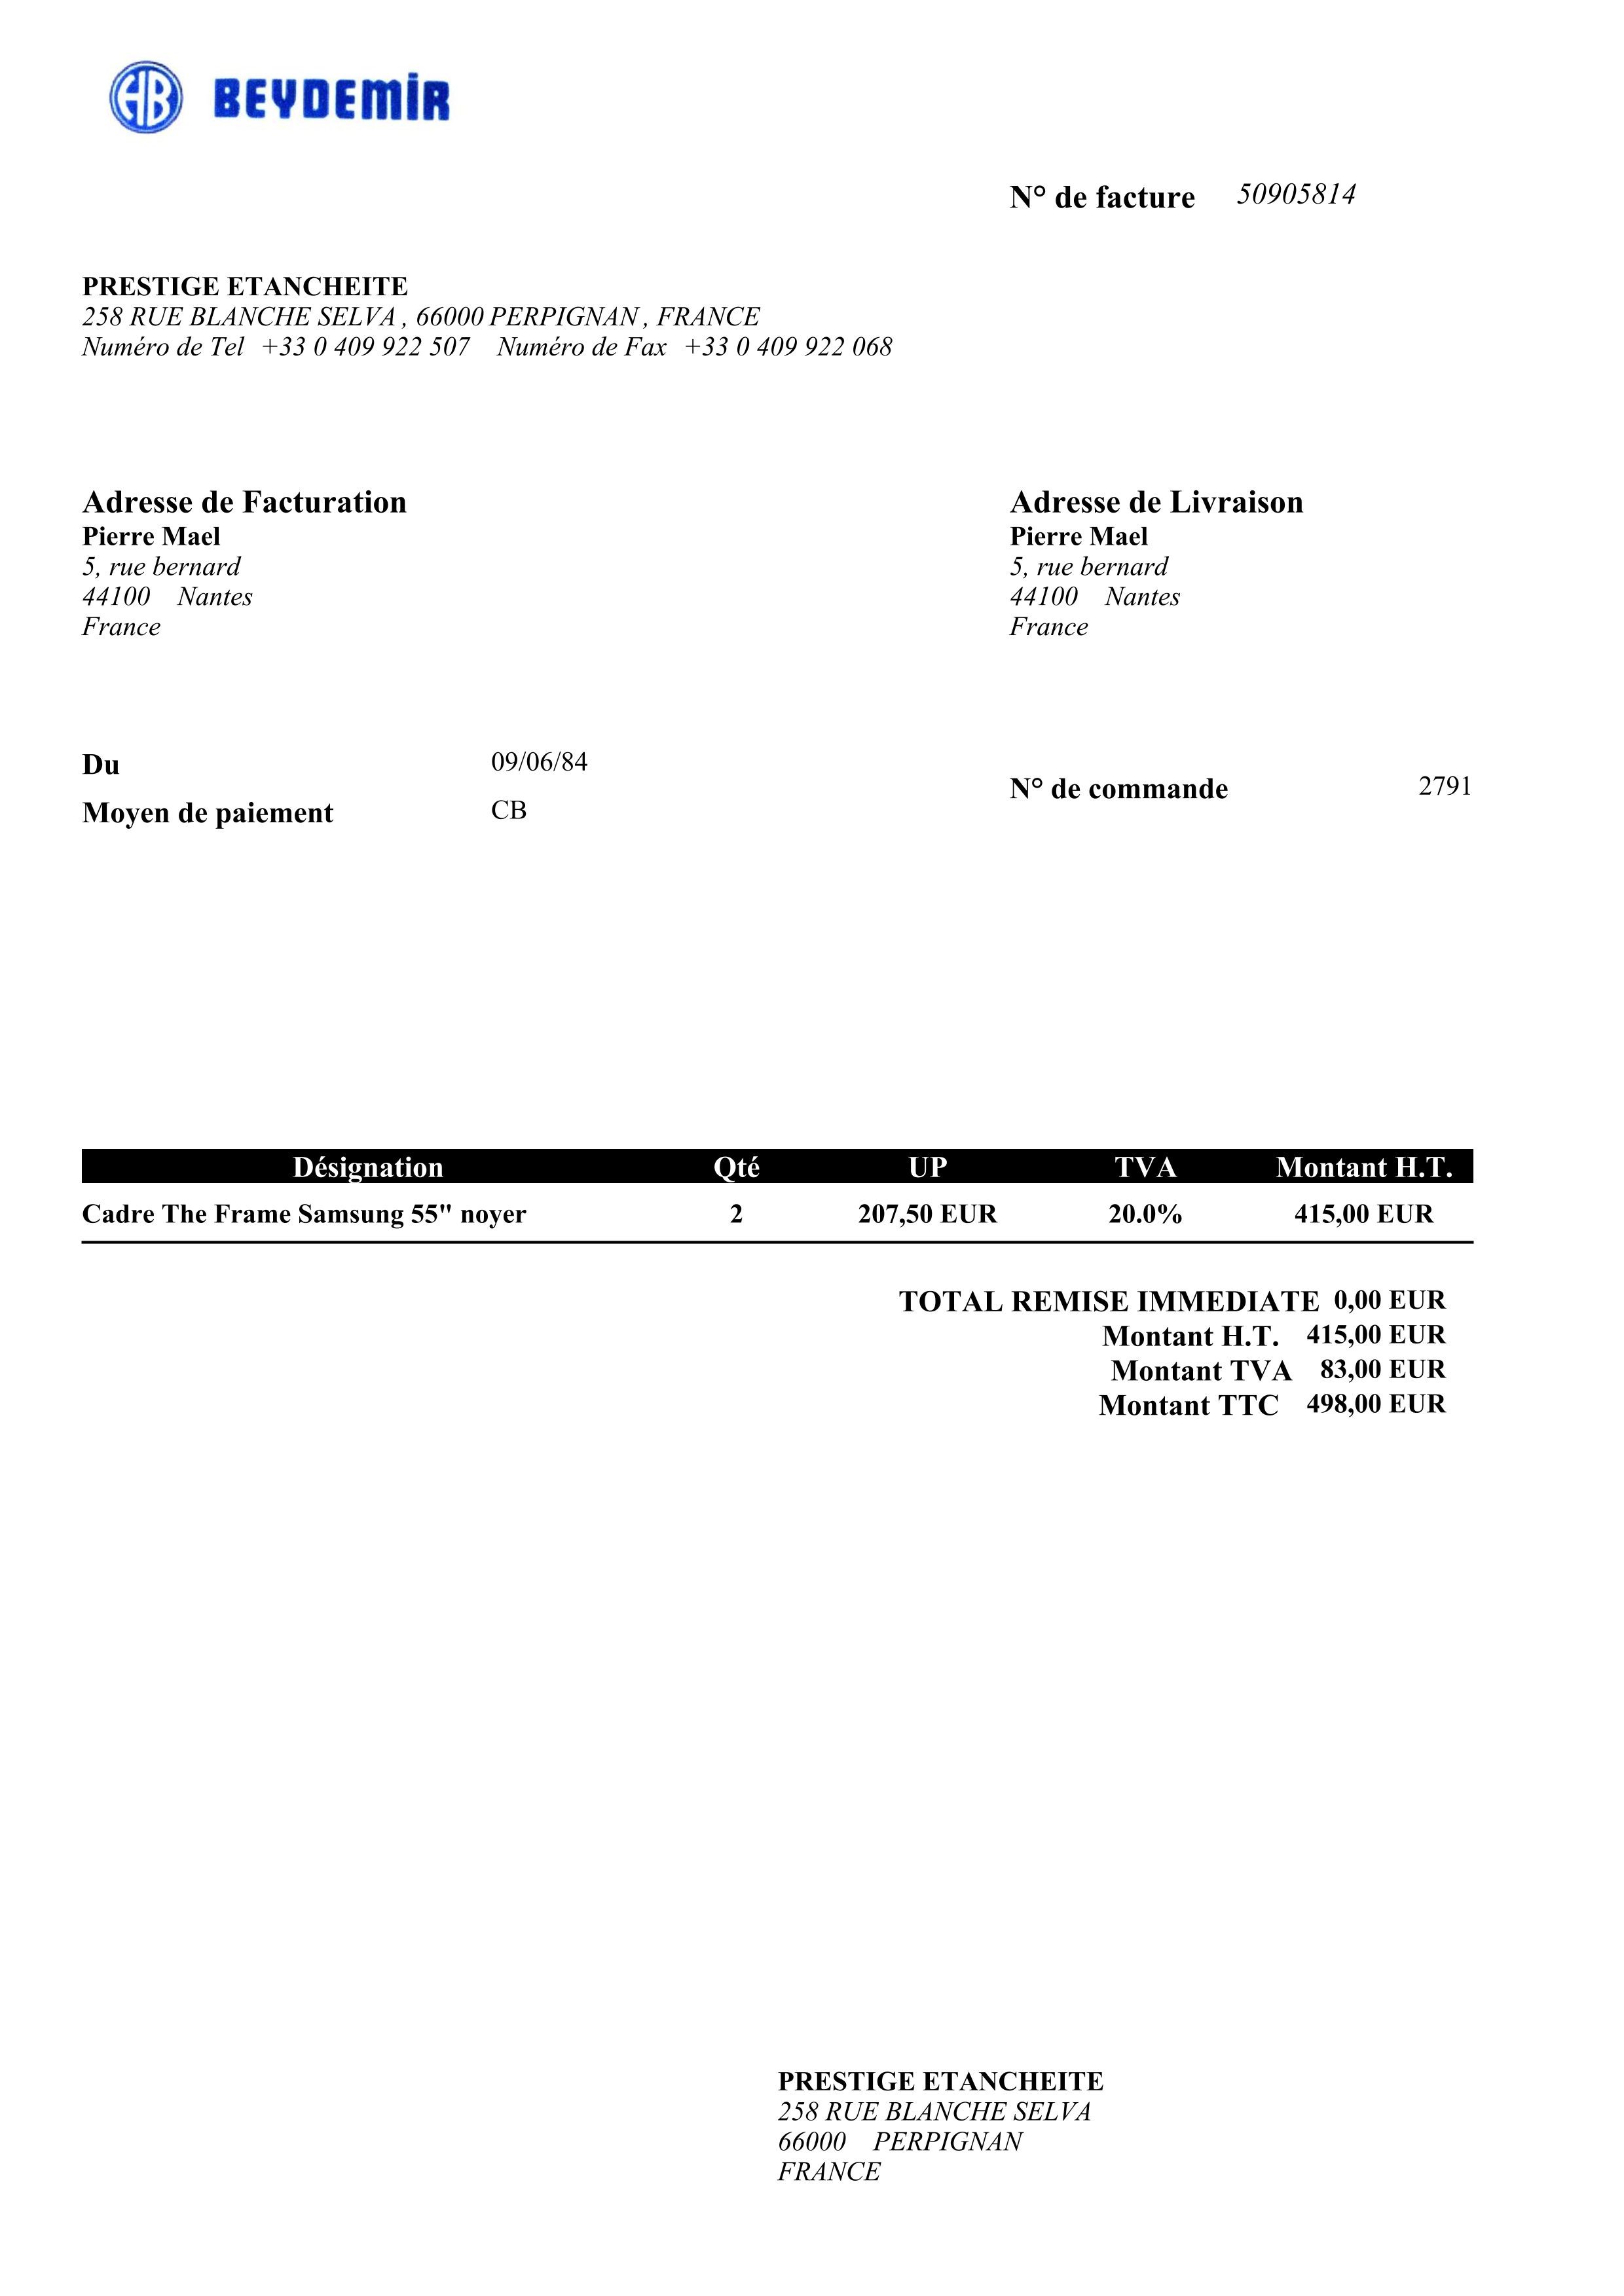 HB BEYDEMİR
N° de facture 50905814
PRESTIGE ETANCHEITE
258 RUE BLANCHE SELVA , 66000 PERPIGNAN , FRANCE
Numéro de Tel +33 0 409 922 507 Numéro de Fax +33 0 409 922 068
Adresse de Facturation
Pierre Mael
5, rue bernard
44100 Nantes
France
Adresse de Livraison
Pierre Mael
5, rue bernard
44100 Nantes
France
Du 09/06/84
Moyen de paiement CB
N° de commande 2791
Désignation Qté UP TVA Montant H.T.
Cadre The Frame Samsung 55" noyer 2 207,50 EUR 20.0% 415,00 EUR
TOTAL REMISE IMMEDIATE 0,00 EUR
Montant H.T. 415,00 EUR
Montant TVA 83,00 EUR
Montant TTC 498,00 EUR
PRESTIGE ETANCHEITE
258 RUE BLANCHE SELVA
66000 PERPIGNAN
FRANCE